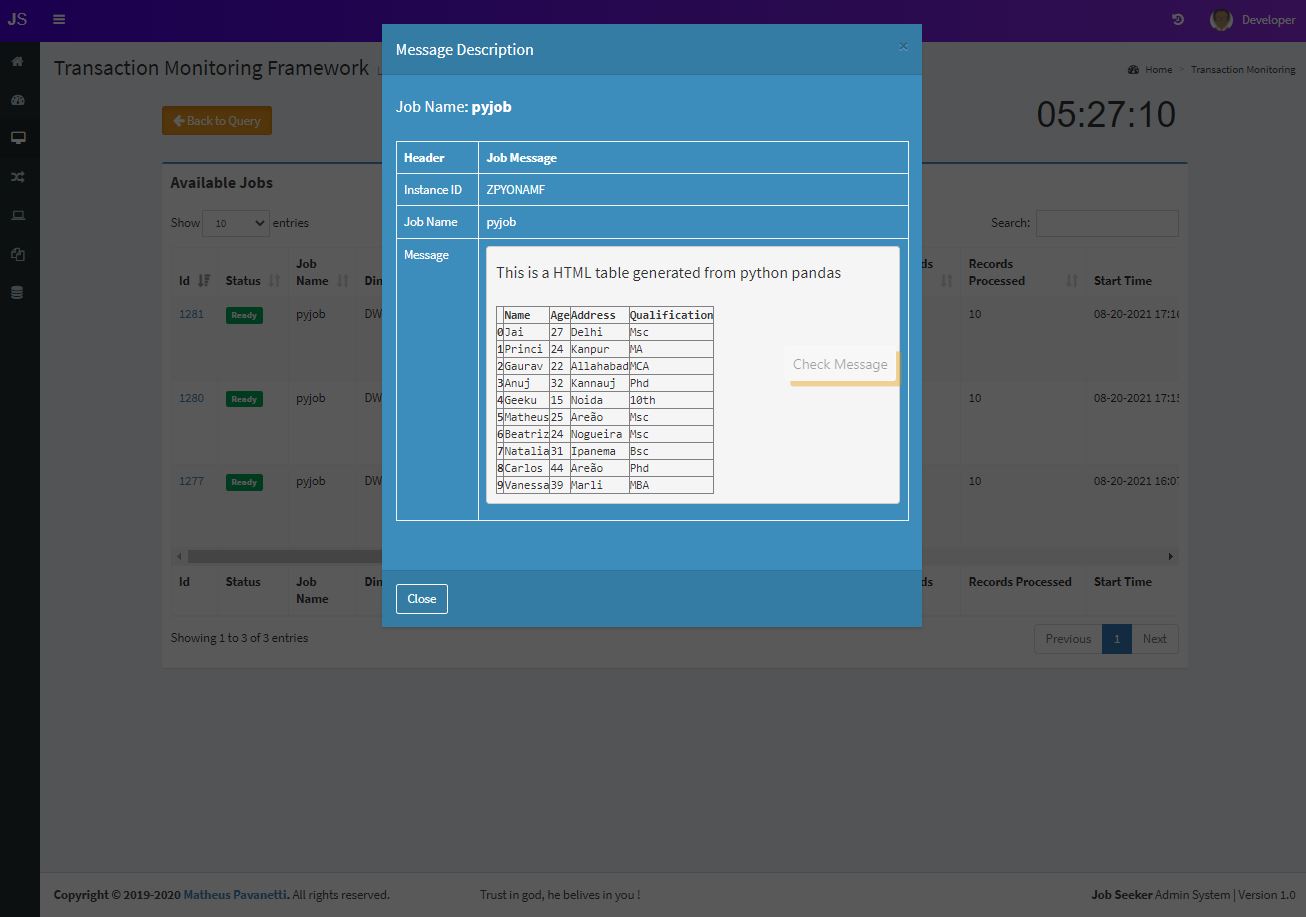 JS
Developer
Message Description ×
Transaction Monitoring Framework
Home > Transaction Monitoring
Back to Query
05:27:10
Job Name: pyjob
Header Job Message
Instance ID ZPYONAMF
Job Name pyjob
Message
This is a HTML table generated from python pandas
Name Age Address Qualification
0 Jai 27 Delhi Msc
1 Princi 24 Kanpur MA
2 Gaurav 22 Allahabad MCA
3 Anuj 32 Kannauj Phd
4 Geeku 15 Noida 10th
5 Matheus 25 Areão Msc
6 Beatriz 24 Nogueira Msc
7 Natalia 31 Ipanema Bsc
8 Carlos 44 Areão Phd
9 Vanessa 39 Marli MBA
Check Message
Close
Available Jobs
Show 10 entries
Search:
Id Status Job Name Din ds Records Processed Start Time
1281 Ready pyjob DW 10 08-20-2021 17:16
1280 Ready pyjob DW 10 08-20-2021 17:15
1277 Ready pyjob DW 10 08-20-2021 16:07
Id Status Job Name Din ds Records Processed Start Time
Showing 1 to 3 of 3 entries
Previous 1 Next
Copyright © 2019-2020 Matheus Pavanetti. All rights reserved.
Trust in god, he belives in you !
Job Seeker Admin System | Version 1.0